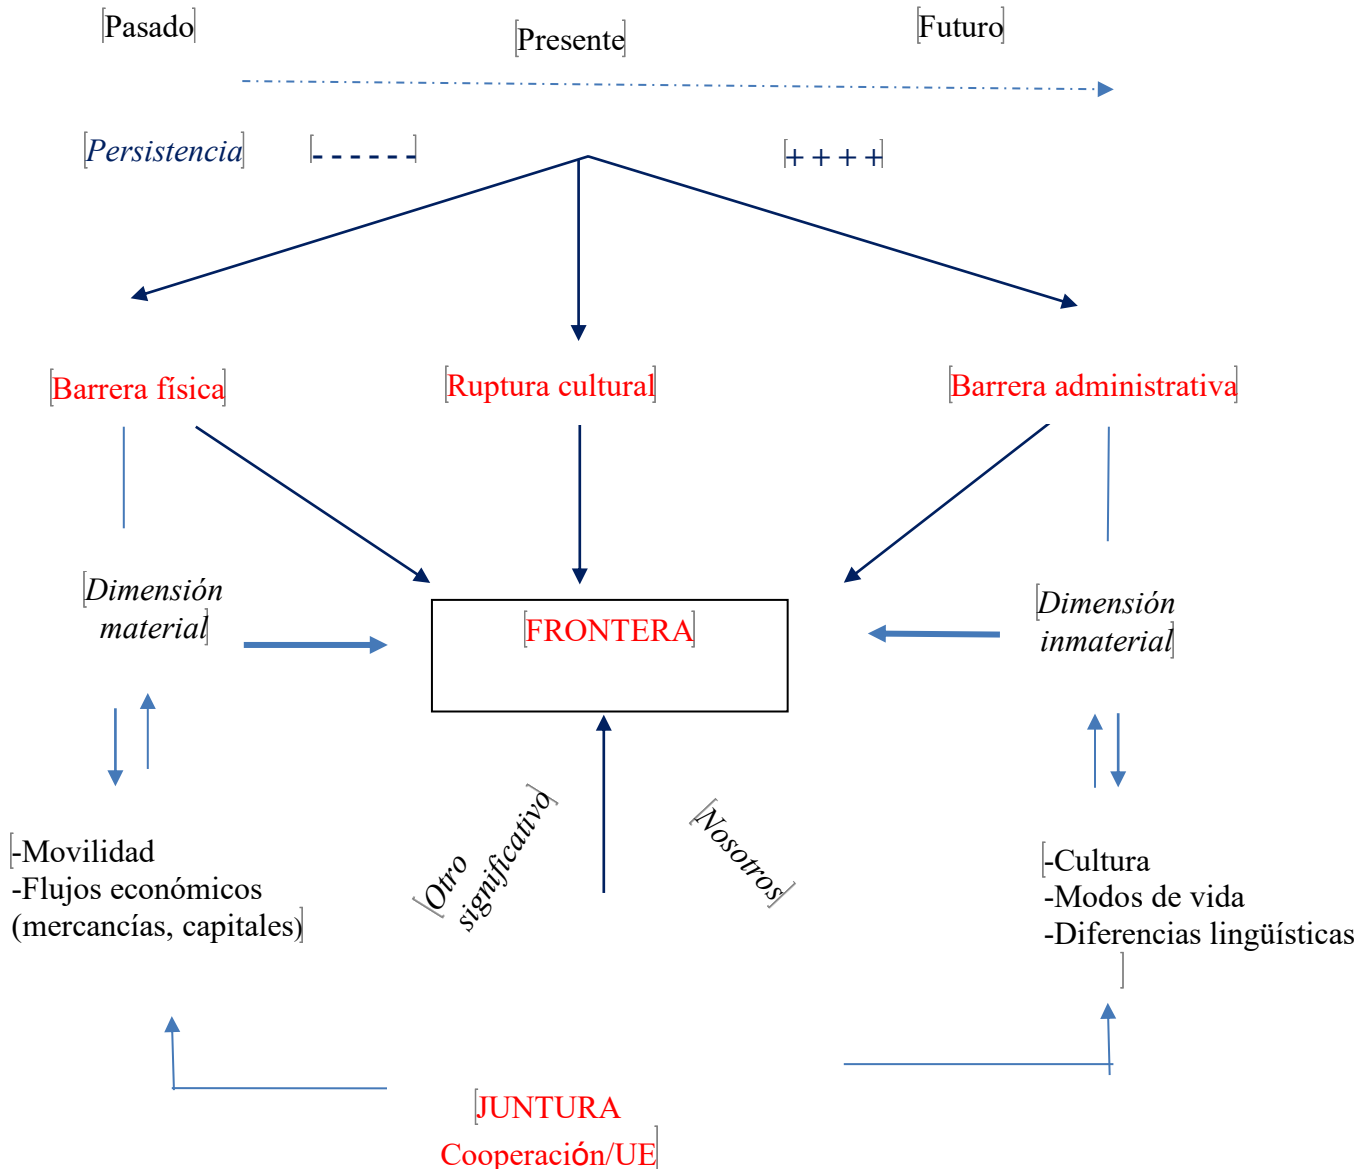 Pasado
Presente
Futuro
Persistencia
- - - - - -
+ + + +
Barrera física
Ruptura cultural
Barrera administrativa
Dimensión
material
FRONTERA
Dimensión
inmaterial
Otro
significativo
Nosotros
-Movilidad
-Flujos económicos
(mercancías, capitales)
-Cultura
-Modos de vida
-Diferencias lingüísticas
JUNTURA
Cooperación/UE